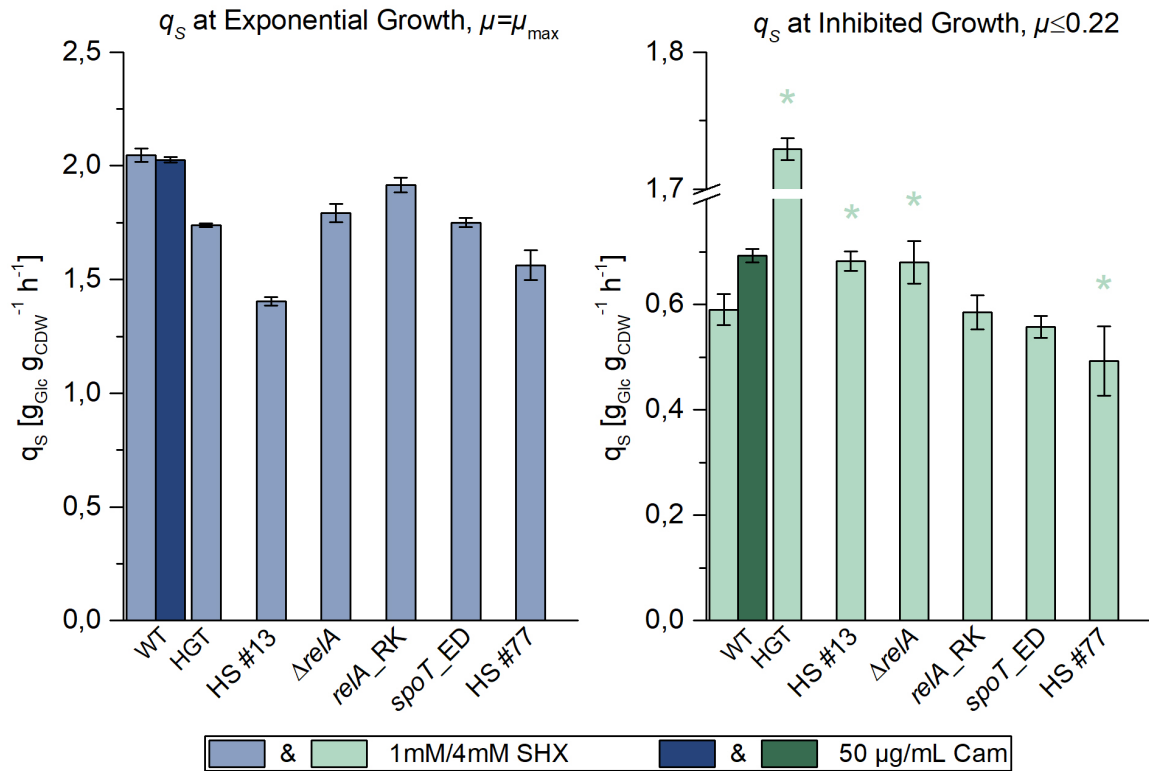 qS at Exponential Growth, μ=μmax
2,5
2,0
1,5
1,0
0,5
0,0
qS [gGlc gCDW-1 h-1]
WT
HGT
HS #13
ΔrelA
relA_RK
spoT_ED
HS #77
qS at Inhibited Growth, μ≤0.22
1,8
1,7
0,6
0,4
0,2
0,0
qS [gGlc gCDW-1 h-1]
*
*
*
*
WT
HGT
HS #13
ΔrelA
relA_RK
spoT_ED
HS #77
& 1mM/4mM SHX & 50 µg/mL Cam